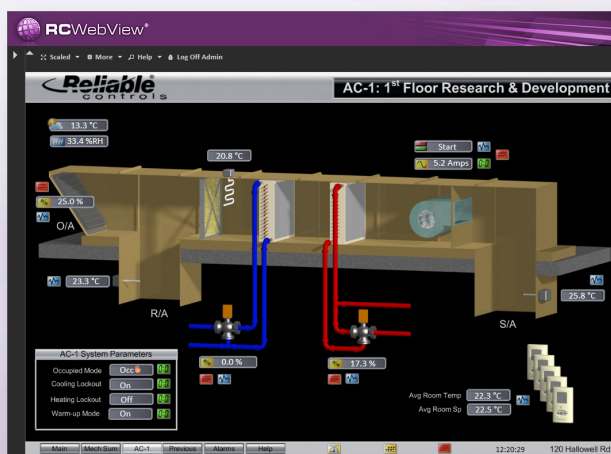 RCWebView®
Scaled More Help Log Off Admin
Reliable controls
AC-1: 1st Floor Research & Development
13.3 °C
33.4 %RH
20.8 °C
Start
5.2 Amps
25.0 %
O/A
23.3 °C
R/A
25.8 °C
S/A
0.0 %
17.3 %
AC-1 System Parameters
Occupied Mode Occ
Cooling Lockout On
Heating Lockout Off
Warm-up Mode On
Avg Room Temp 22.3 °C
Avg Room Sp 22.5 °C
Main Mech Sum AC-1 Previous Alarms Help 12:20:29 120 Hallowell Rd